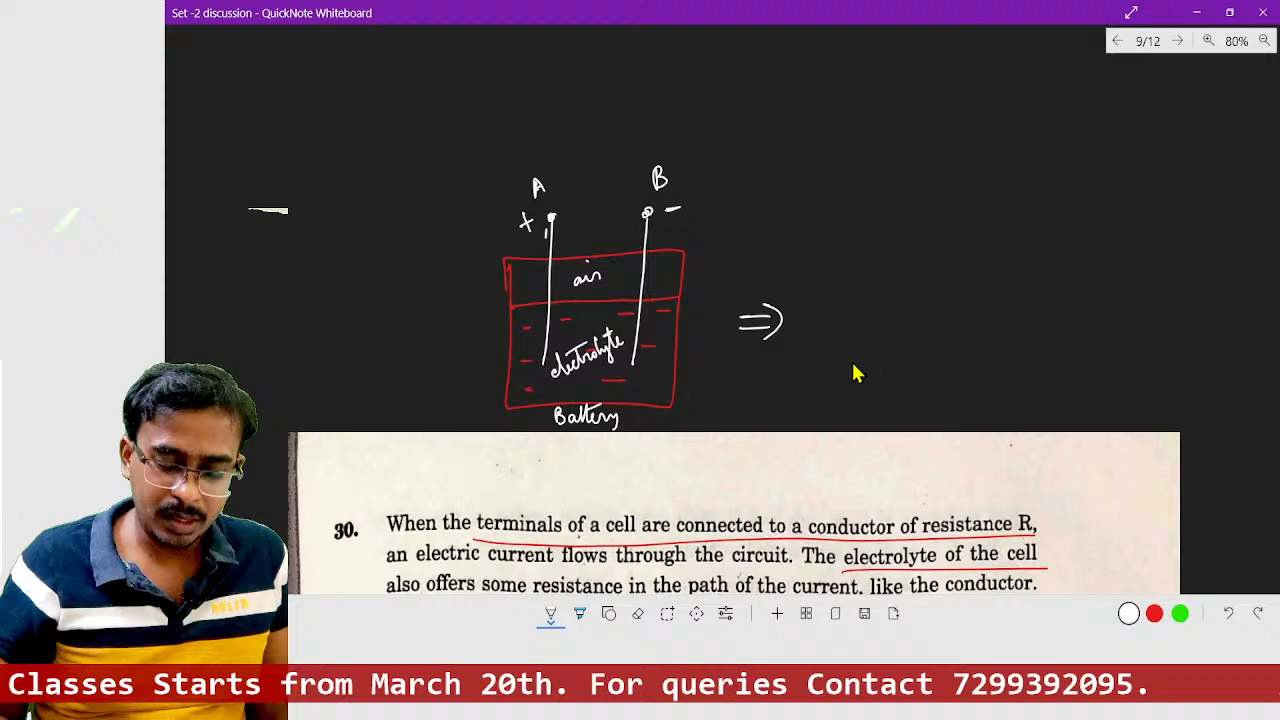 Set -2 discussion - QuickNote Whiteboard
9/12
80%
A
B
+
-
air
electrolyte
Battery
⇒
30. When the terminals of a cell are connected to a conductor of resistance R,
an electric current flows through the circuit. The electrolyte of the cell
also offers some resistance in the path of the current, like the conductor.
Classes Starts from March 20th. For queries Contact 7299392095.